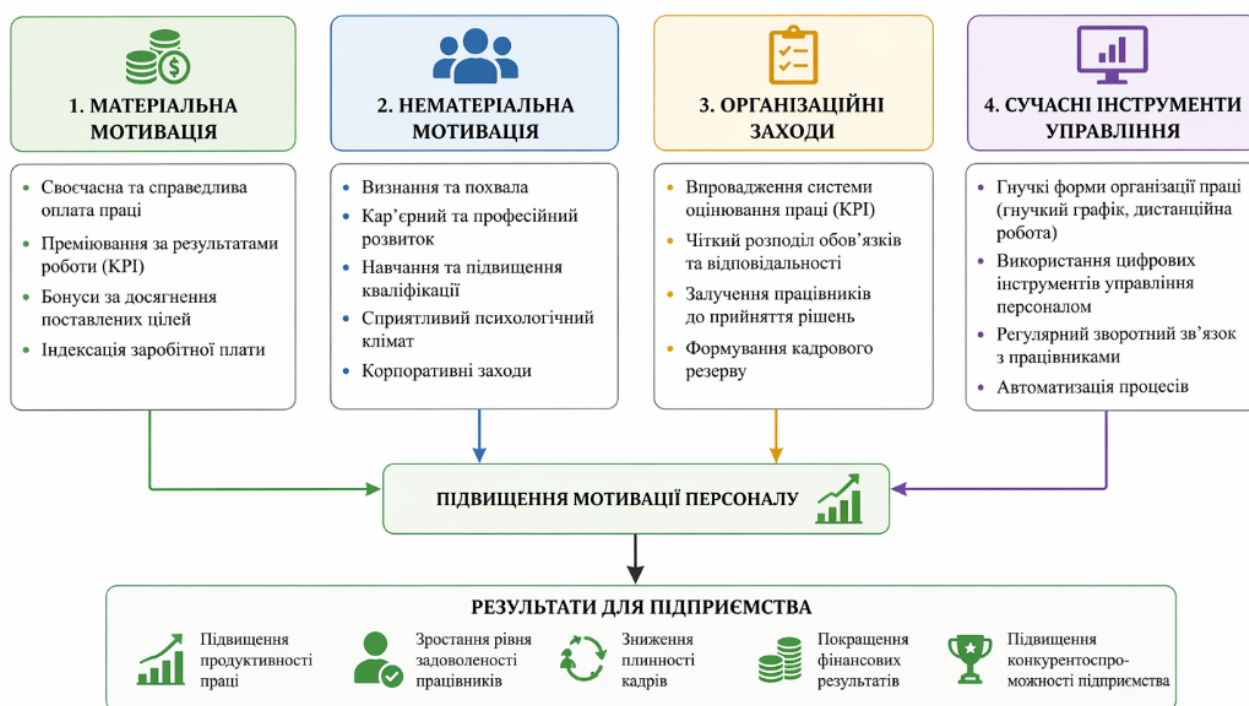 1. МАТЕРІАЛЬНА
МОТИВАЦІЯ
Своєчасна та справедлива
оплата праці
Преміювання за результатами
роботи (KPI)
Бонуси за досягнення
поставлених цілей
Індексація заробітної плати
2. НЕМАТЕРІАЛЬНА
МОТИВАЦІЯ
Визнання та похвала
Кар’єрний та професійний
розвиток
Навчання та підвищення
кваліфікації
Сприятливий психологічний
клімат
Корпоративні заходи
3. ОРГАНІЗАЦІЙНІ
ЗАХОДИ
Впровадження системи
оцінювання праці (KPI)
Чіткий розподіл обов’язків
та відповідальності
Залучення працівників
до прийняття рішень
Формування кадрового
резерву
4. СУЧАСНІ ІНСТРУМЕНТИ
УПРАВЛІННЯ
Гнучкі форми організації праці
(гнучкий графік, дистанційна
робота)
Використання цифрових
інструментів управління
персоналом
Регулярний зворотний зв’язок
з працівниками
Автоматизація процесів
ПІДВИЩЕННЯ МОТИВАЦІЇ ПЕРСОНАЛУ
РЕЗУЛЬТАТИ ДЛЯ ПІДПРИЄМСТВА
Підвищення
продуктивності
праці
Зростання рівня
задоволеності
працівників
Зниження
плинності
кадрів
Покращення
фінансових
результатів
Підвищення
конкурентоспро-
можності підприємства